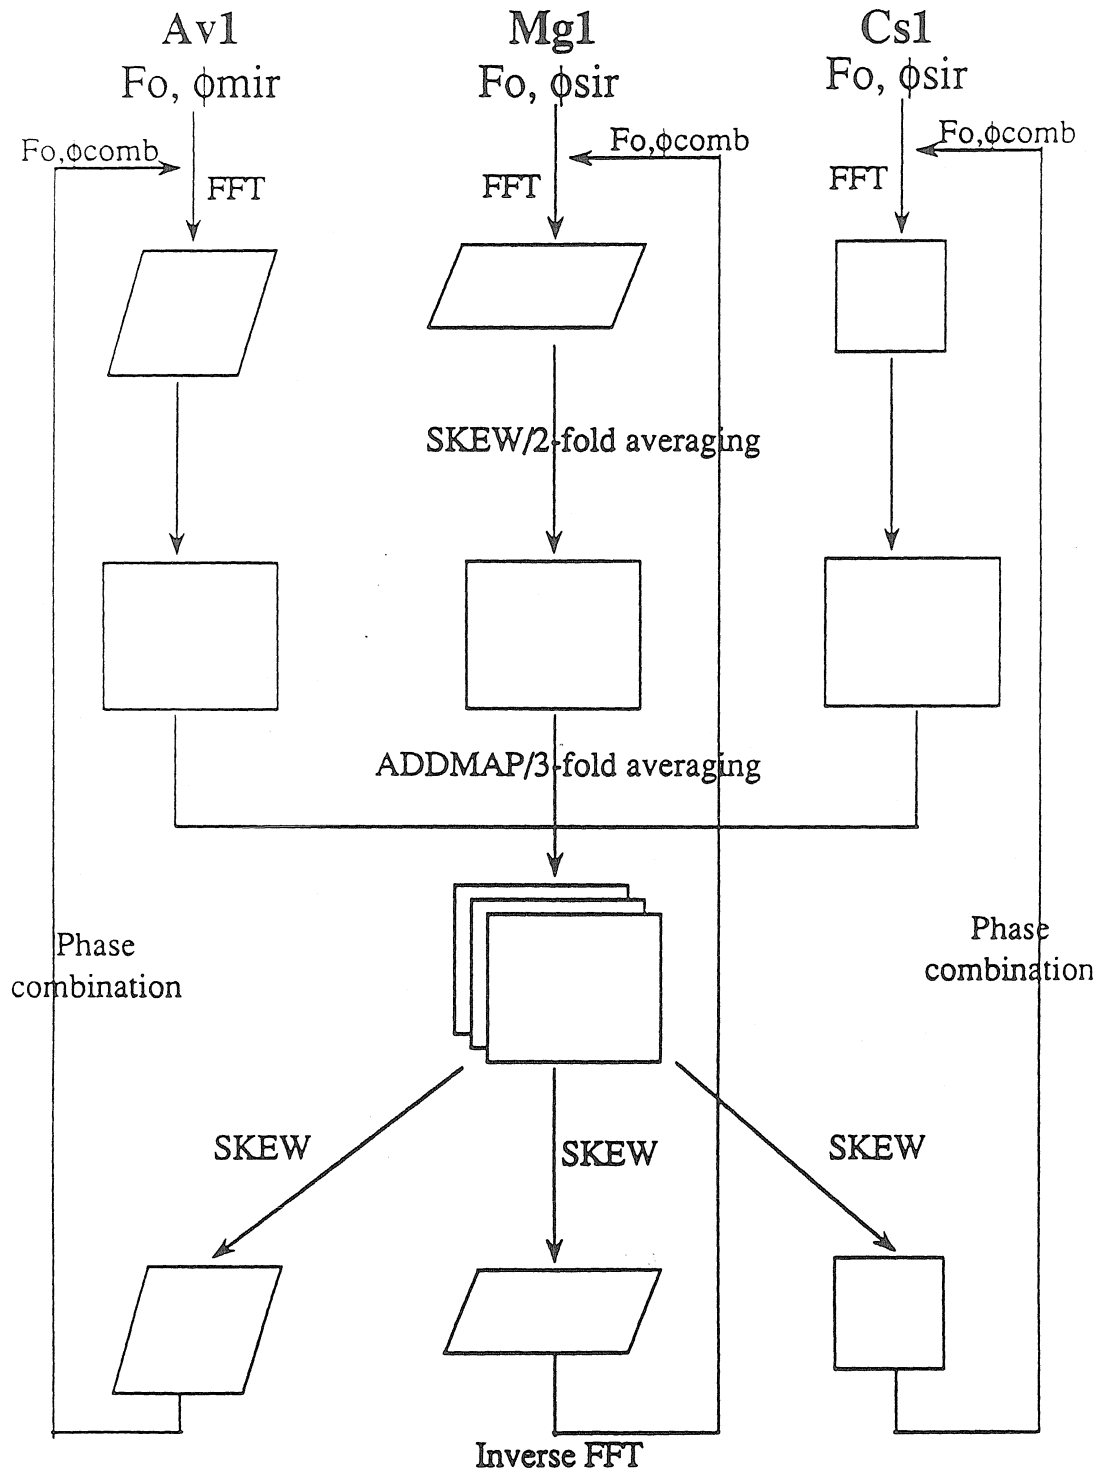 Av1
Mg1
Cs1
Fo, ϕmir
Fo, ϕsir
Fo, ϕsir
Fo,ϕcomb
Fo,ϕcomb
Fo,ϕcomb
FFT
FFT
FFT
SKEW/2-fold averaging
ADDMAP/3-fold averaging
Phase
combination
Phase
combination
SKEW
SKEW
SKEW
Inverse FFT